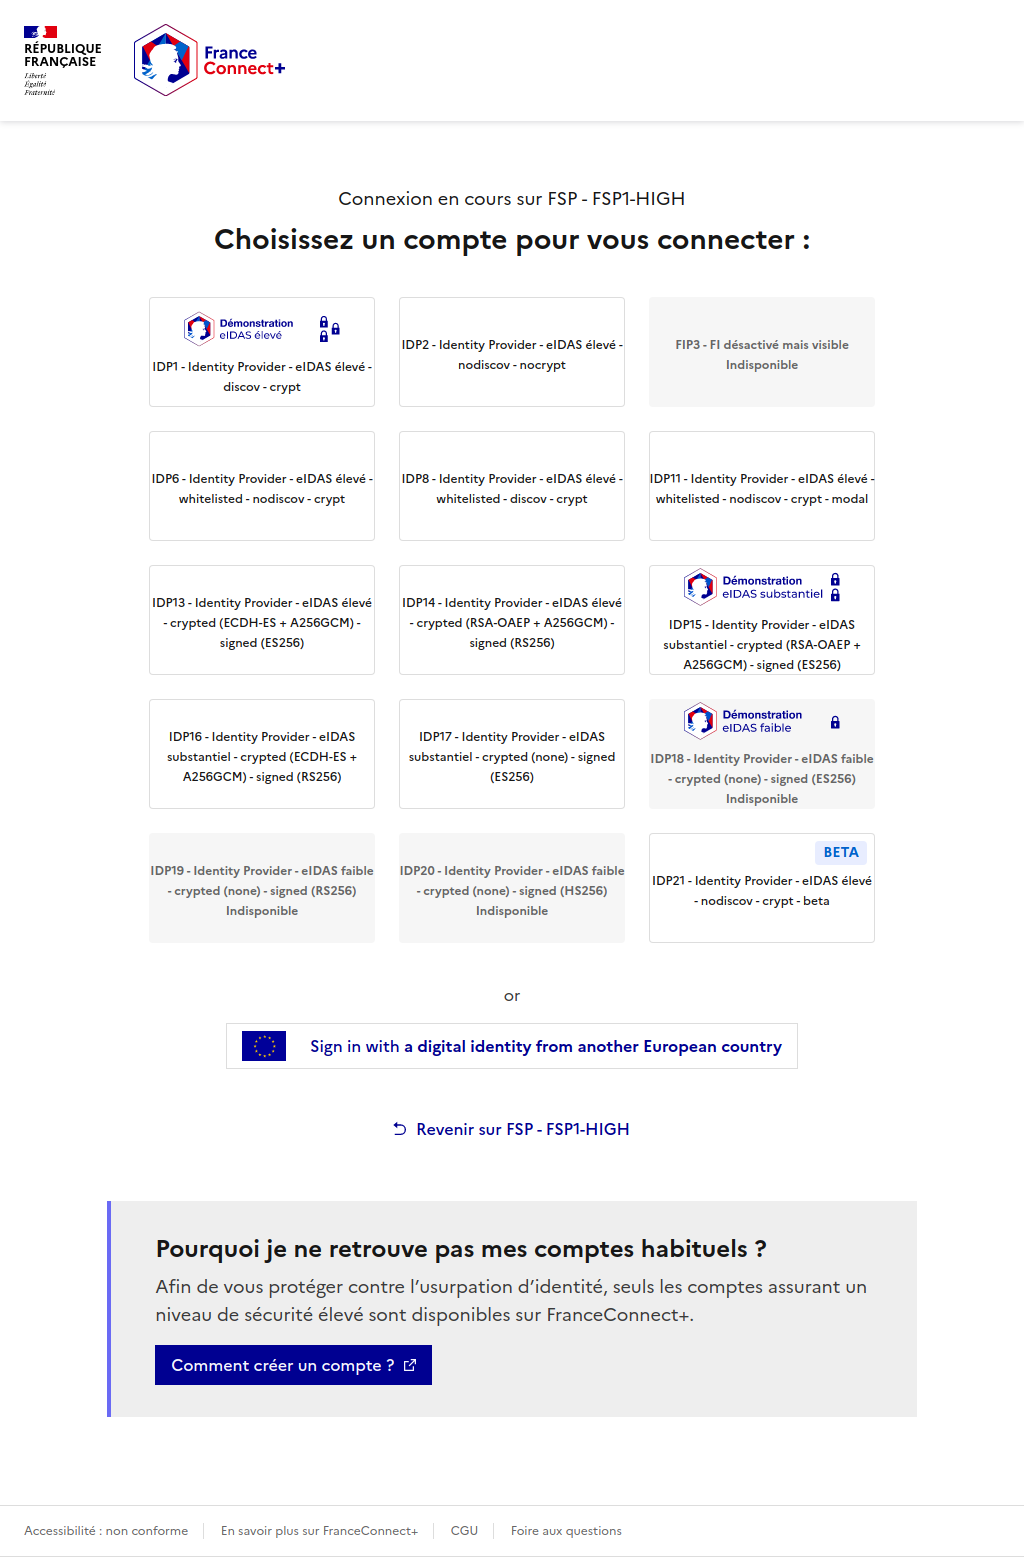 RÉPUBLIQUE
FRANÇAISE
Liberté
Égalité
Fraternité
France
Connect+
Connexion en cours sur FSP - FSP1-HIGH
Choisissez un compte pour vous connecter :
Démonstration
eIDAS élevé
IDP1 - Identity Provider - eIDAS élevé -
discov - crypt
IDP2 - Identity Provider - eIDAS élevé -
nodiscov - nocrypt
FIP3 - FI désactivé mais visible
Indisponible
IDP6 - Identity Provider - eIDAS élevé -
whitelisted - nodiscov - crypt
IDP8 - Identity Provider - eIDAS élevé -
whitelisted - discov - crypt
IDP11 - Identity Provider - eIDAS élevé -
whitelisted - nodiscov - crypt - modal
IDP13 - Identity Provider - eIDAS élevé
- crypted (ECDH-ES + A256GCM) -
signed (ES256)
IDP14 - Identity Provider - eIDAS élevé
- crypted (RSA-OAEP + A256GCM) -
signed (RS256)
Démonstration
eIDAS substantiel
IDP15 - Identity Provider - eIDAS
substantiel - crypted (RSA-OAEP +
A256GCM) - signed (ES256)
IDP16 - Identity Provider - eIDAS
substantiel - crypted (ECDH-ES +
A256GCM) - signed (RS256)
IDP17 - Identity Provider - eIDAS
substantiel - crypted (none) - signed
(ES256)
Démonstration
eIDAS faible
IDP18 - Identity Provider - eIDAS faible
- crypted (none) - signed (ES256)
Indisponible
IDP19 - Identity Provider - eIDAS faible
- crypted (none) - signed (RS256)
Indisponible
IDP20 - Identity Provider - eIDAS faible
- crypted (none) - signed (HS256)
Indisponible
BETA
IDP21 - Identity Provider - eIDAS élevé
- nodiscov - crypt - beta
or
Sign in with a digital identity from another European country
Revenir sur FSP - FSP1-HIGH
Pourquoi je ne retrouve pas mes comptes habituels ?
Afin de vous protéger contre l’usurpation d’identité, seuls les comptes assurant un
niveau de sécurité élevé sont disponibles sur FranceConnect+.
Comment créer un compte ?
Accessibilité : non conforme
En savoir plus sur FranceConnect+
CGU
Foire aux questions